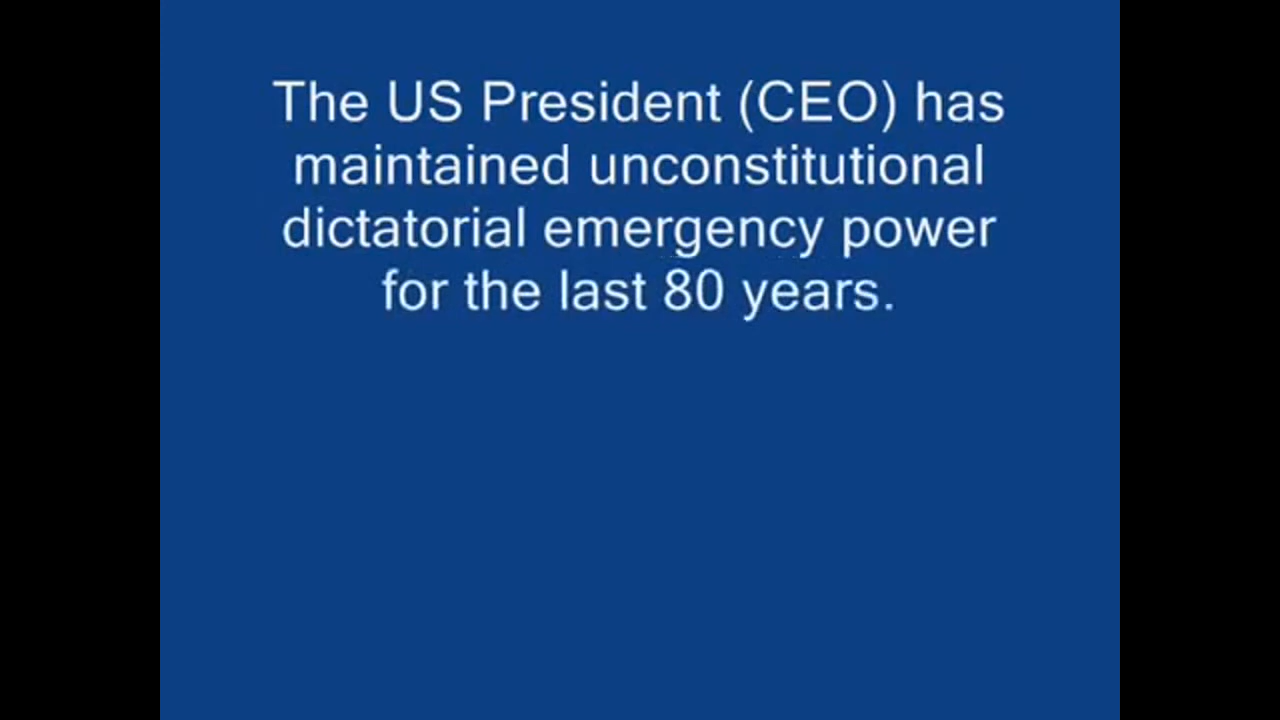 The US President (CEO) has
maintained unconstitutional
dictatorial emergency power
for the last 80 years.